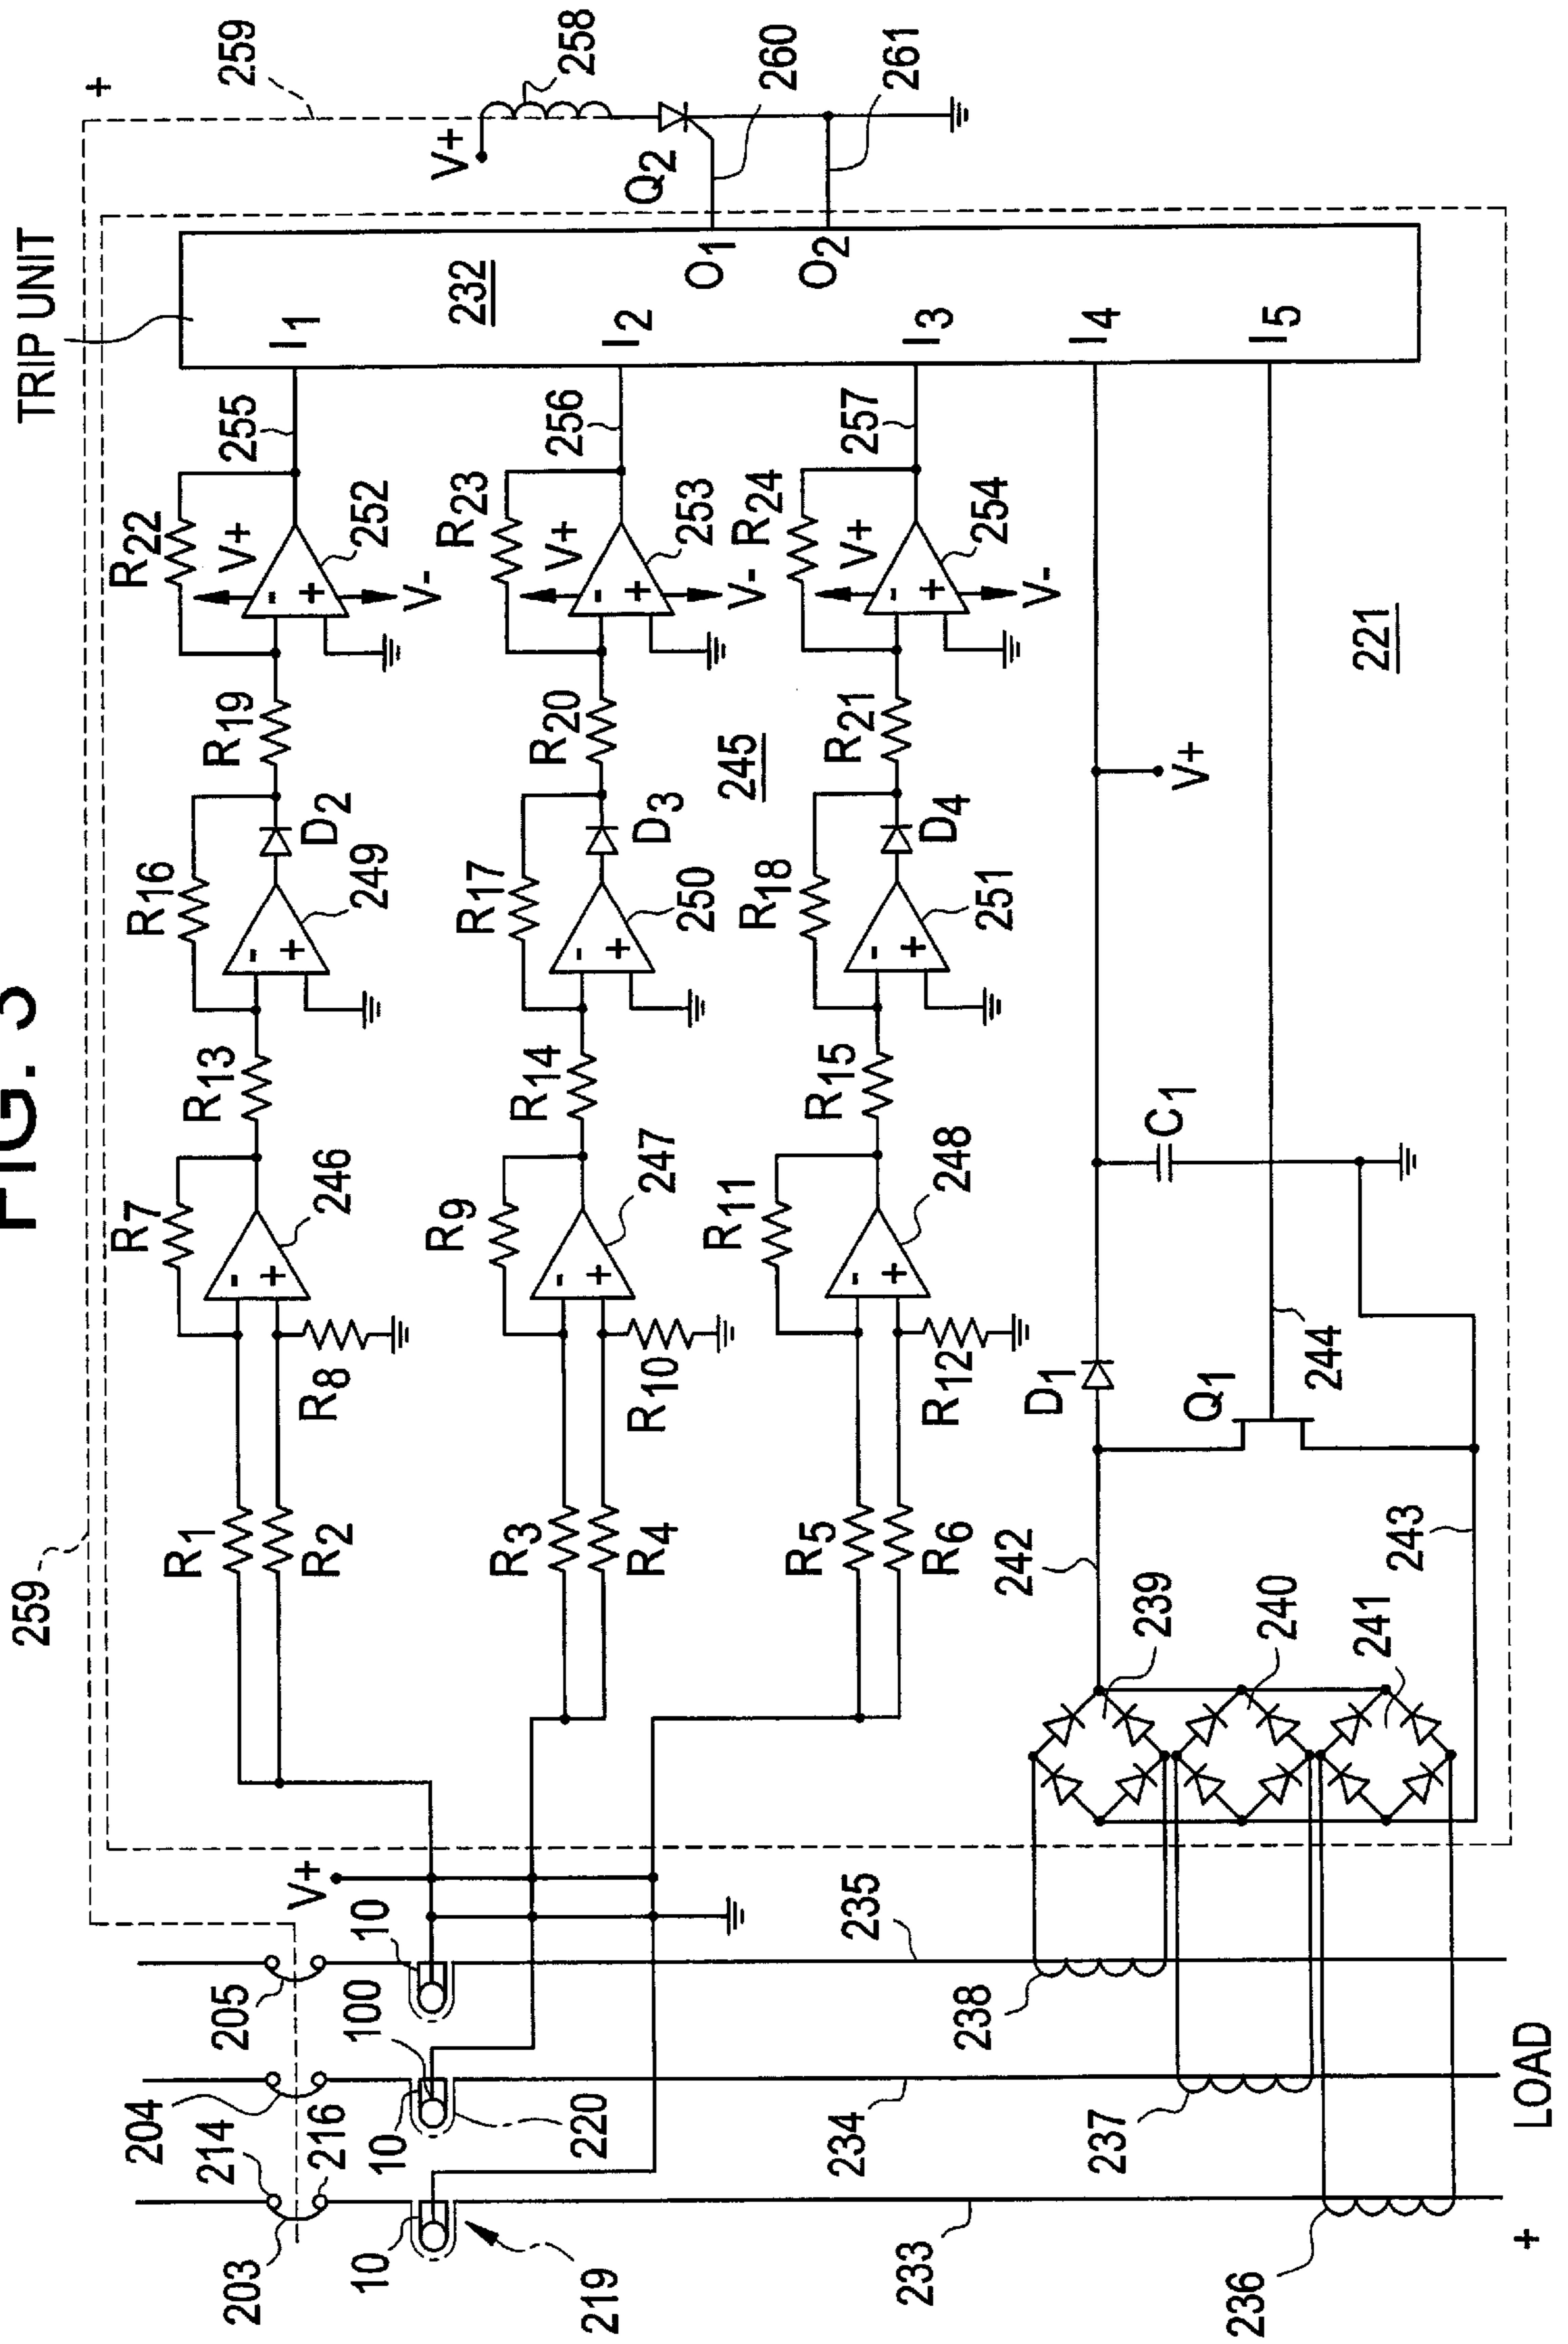 FIG. 3
TRIP UNIT
259
259
+
V+
258
Q2
260
261
R22
V+
255
I1
232
R1
R2
R7
R8
246
R13
R16
249
D2
R19
252
V-
O1
O2
R3
R4
R9
R10
247
R14
R17
250
D3
R20
R23
V+
253
V-
256
I2
245
R5
R6
R11
R12
248
R15
R18
251
D4
R21
R24
V+
254
V-
257
I3
I4
I5
V+
242
D1
C1
V+
Q1
244
239
240
241
243
221
205
204
214
216
203
10
100
10
10
220
219
235
234
233
238
237
236
+
LOAD
-
+
-
+
-
+
-
+
-
+
-
+
-
+
-
+
-
+